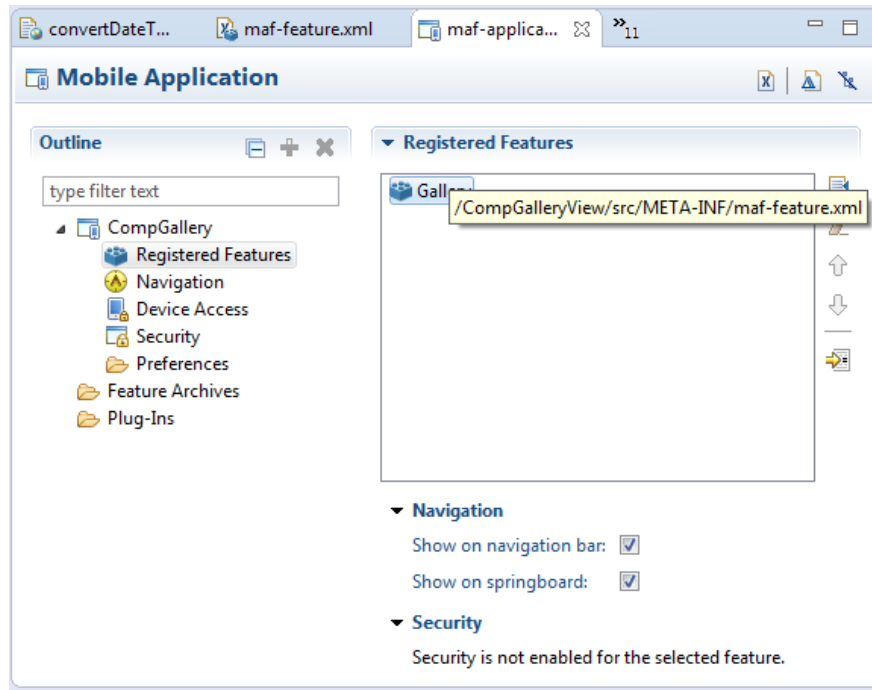 convertDateT...
maf-feature.xml
maf-applica...
»11
Mobile Application
Outline
type filter text
CompGallery
Registered Features
Navigation
Device Access
Security
Preferences
Feature Archives
Plug-Ins
Registered Features
Gallery
/CompGalleryView/src/META-INF/maf-feature.xml
Navigation
Show on navigation bar:
Show on springboard:
Security
Security is not enabled for the selected feature.